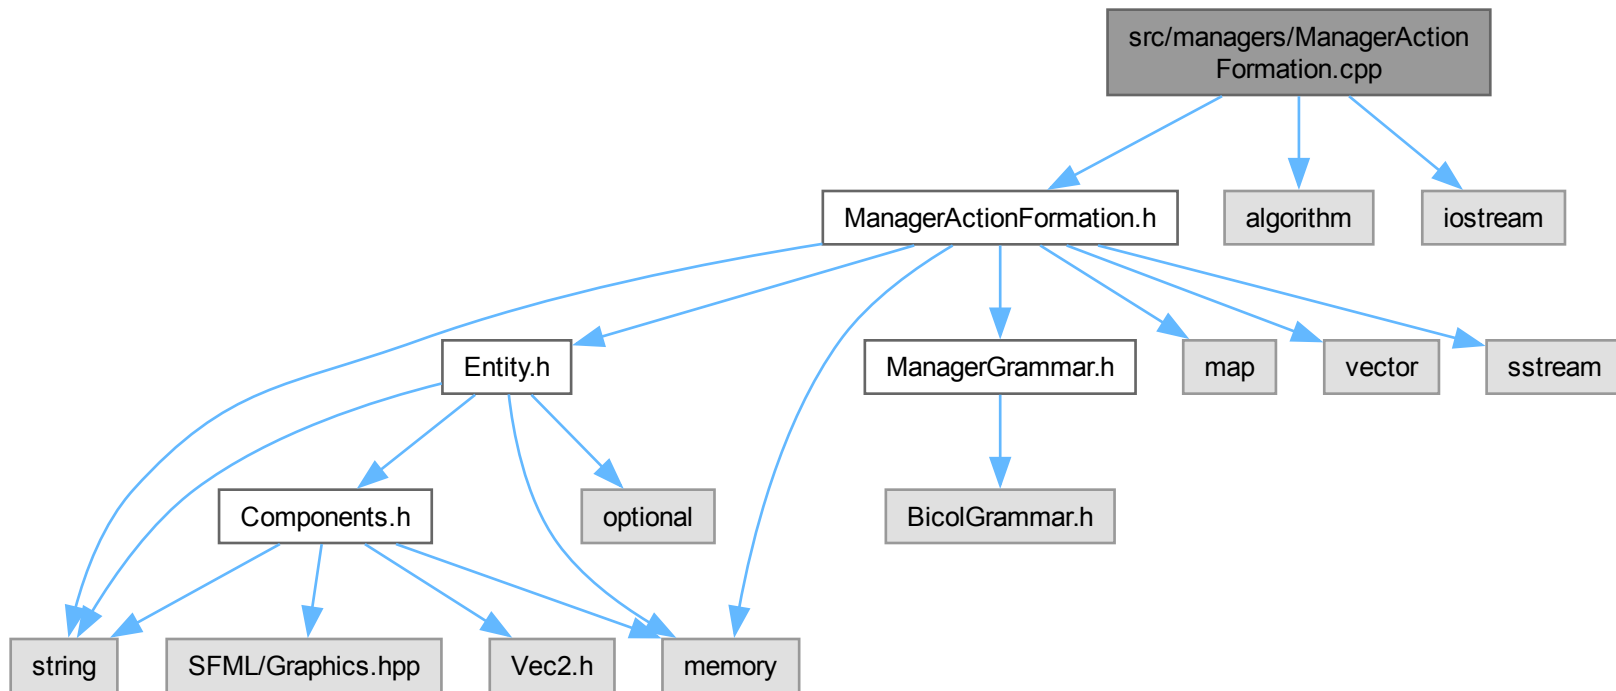 src/managers/ManagerAction
Formation.cpp
ManagerActionFormation.h
algorithm
iostream
Entity.h
ManagerGrammar.h
map
vector
sstream
Components.h
optional
BicolGrammar.h
string
SFML/Graphics.hpp
Vec2.h
memory